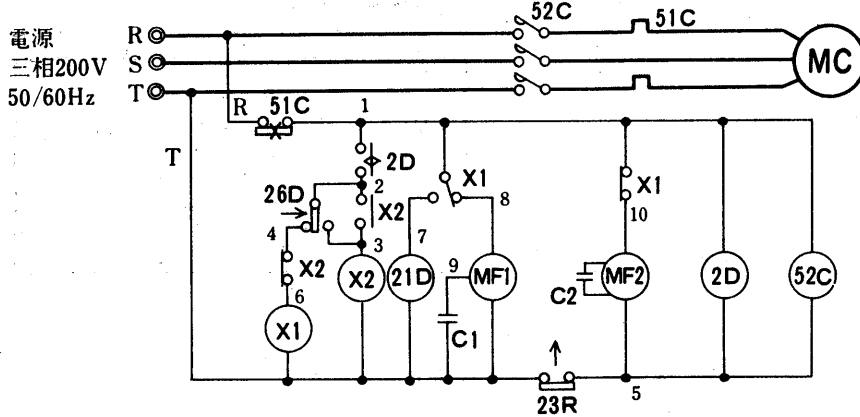 52C
51C
電源
三相200V
50/60Hz
R
S
T
MC
R
51C
1
T
2D
2
26D
X1
X1
X2
8
10
4
3
7
X2
9
X2
21D
MF1
MF2
2D
52C
6
C2
X1
C1
23R
5